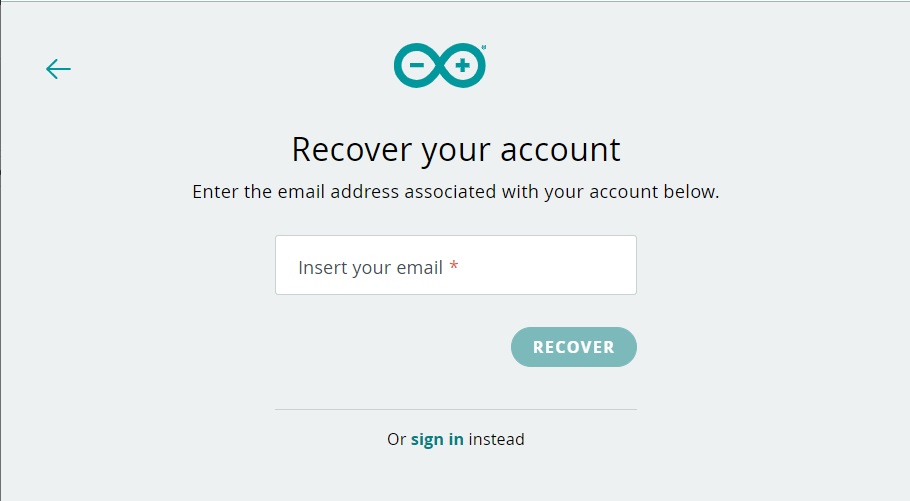 Recover your account
Enter the email address associated with your account below.
Insert your email *
RECOVER
Or sign in instead